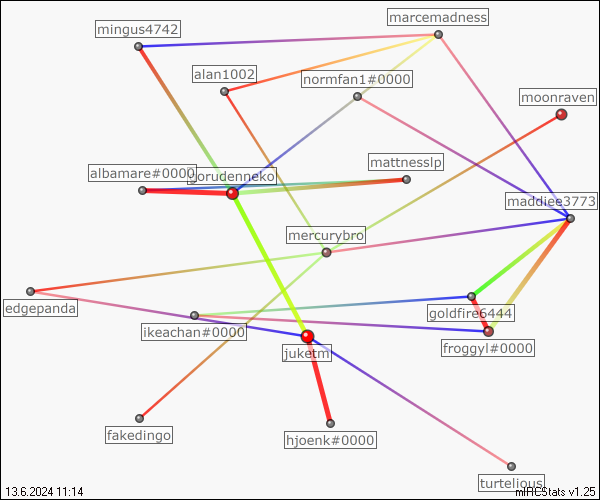 marcemadness
mingus4742
alan1002
normfan1#0000
moonraven
mattnesslp
albamare#0000
gorudenneko
maddiee3773
mercurybro
edgepanda
goldfire6444
ikeachan#0000
froggyl#0000
juketm
fakedingo
hjoenk#0000
turtelious
13.6.2024 11:14
mIRCStats v1.25